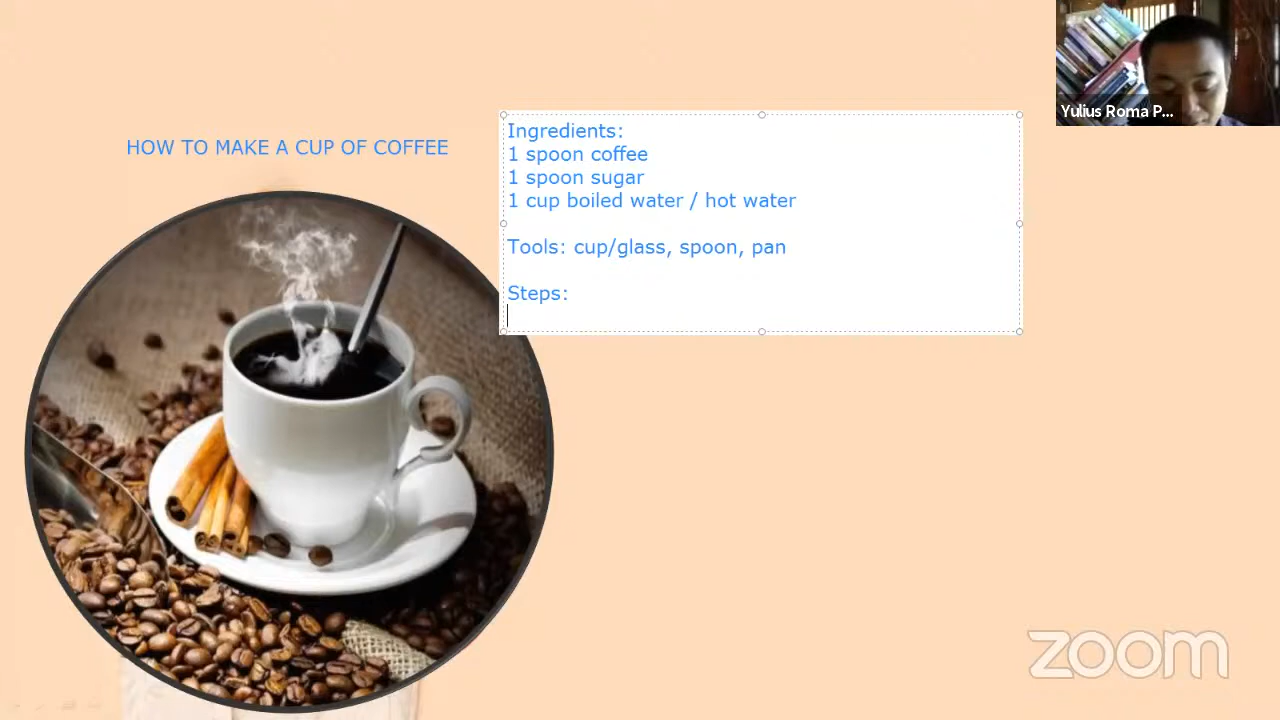 HOW TO MAKE A CUP OF COFFEE
Ingredients:
1 spoon coffee
1 spoon sugar
1 cup boiled water / hot water
Tools: cup/glass, spoon, pan
Steps:
Yulius Roma P...
zoom